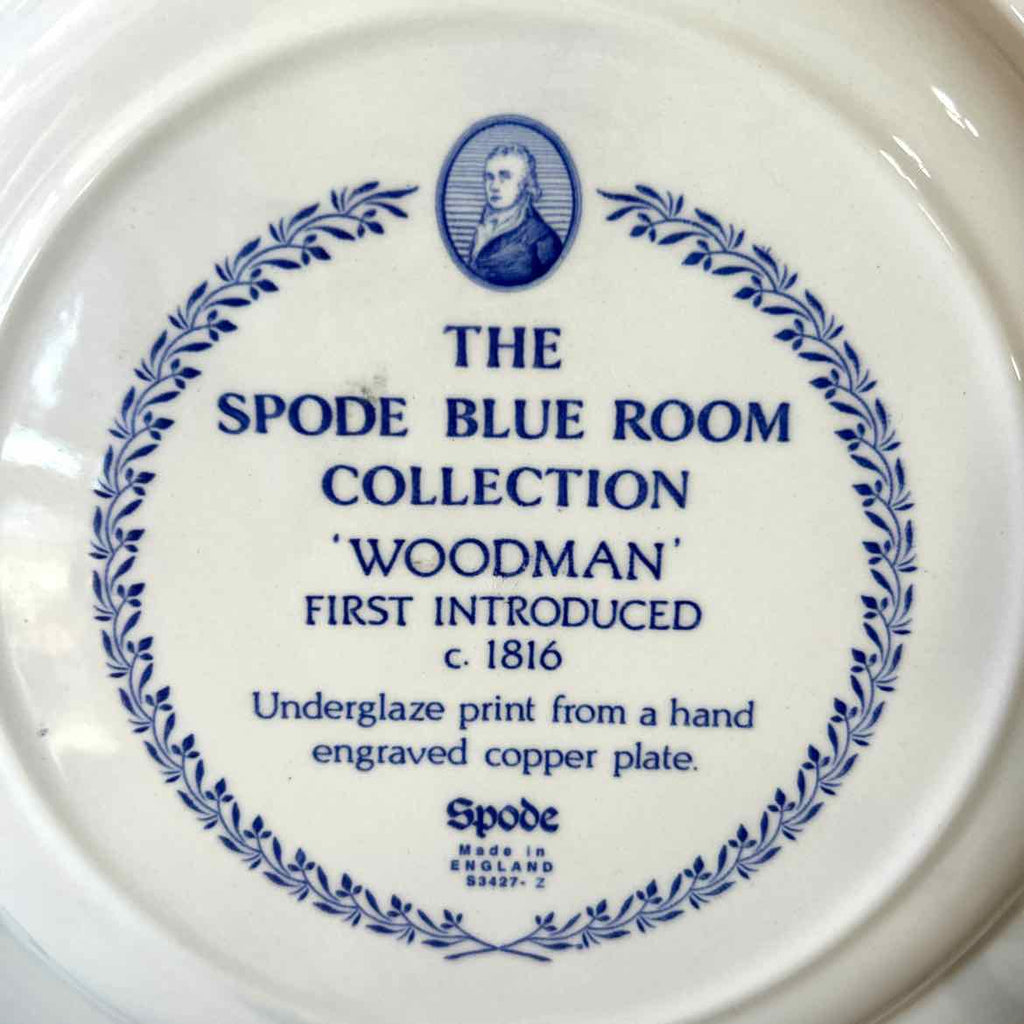 THE
SPODE BLUE ROOM
COLLECTION
'WOODMAN'
FIRST INTRODUCED
c. 1816
Underglaze print from a hand
engraved copper plate.
Spode
Made in
ENGLAND
S3427- Z